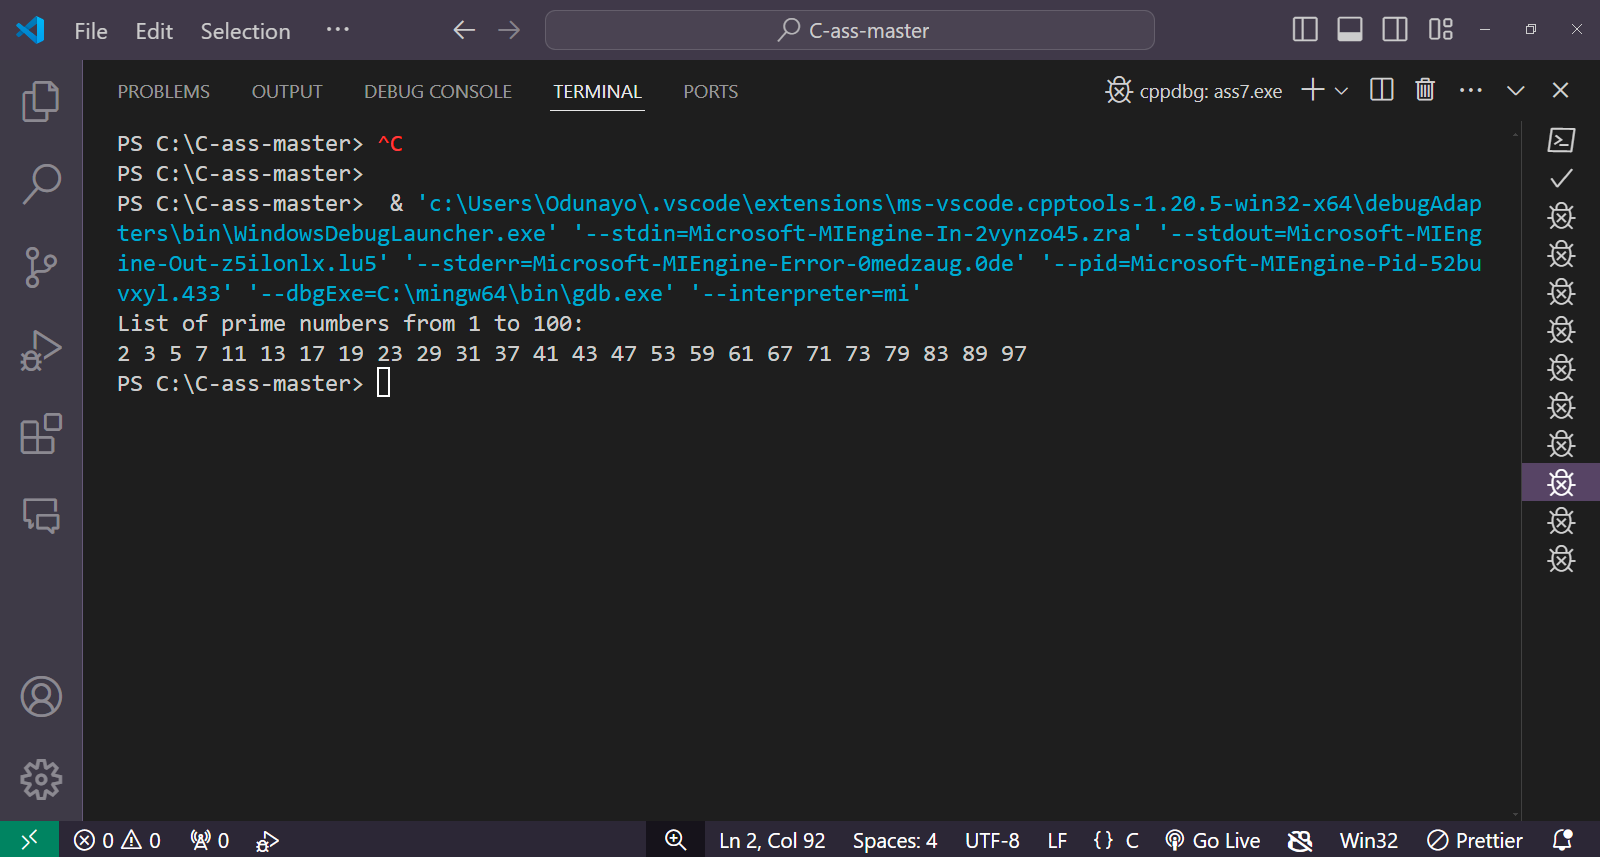 File Edit Selection ··· C-ass-master
PROBLEMS OUTPUT DEBUG CONSOLE TERMINAL PORTS cppdbg: ass7.exe
PS C:\C-ass-master> ^C
PS C:\C-ass-master>
PS C:\C-ass-master>  & 'c:\Users\Odunayo\.vscode\extensions\ms-vscode.cpptools-1.20.5-win32-x64\debugAdap
ters\bin\WindowsDebugLauncher.exe' '--stdin=Microsoft-MIEngine-In-2vynzo45.zra' '--stdout=Microsoft-MIEng
ine-Out-z5ilonlx.lu5' '--stderr=Microsoft-MIEngine-Error-0medzaug.0de' '--pid=Microsoft-MIEngine-Pid-52bu
vxyl.433' '--dbgExe=C:\mingw64\bin\gdb.exe' '--interpreter=mi'
List of prime numbers from 1 to 100:
2 3 5 7 11 13 17 19 23 29 31 37 41 43 47 53 59 61 67 71 73 79 83 89 97
PS C:\C-ass-master>
0 0 0 Ln 2, Col 92 Spaces: 4 UTF-8 LF {} C Go Live Win32 Prettier